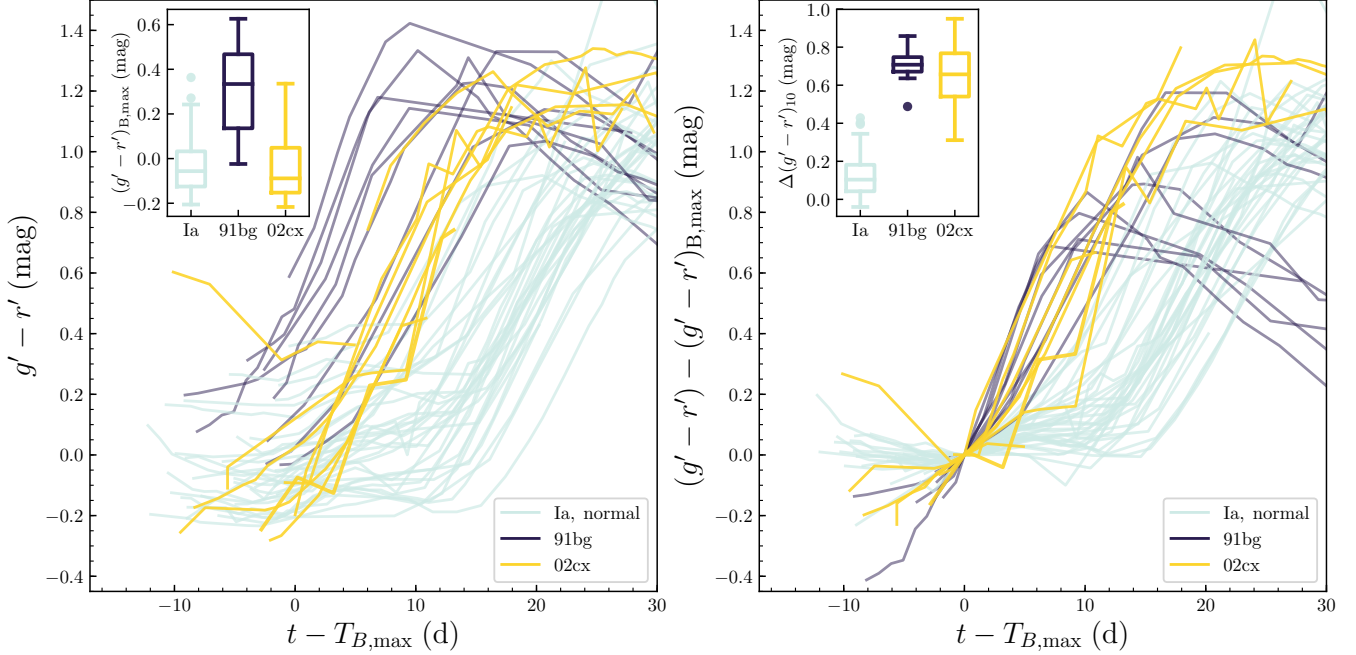 1.4
1.2
1.0
0.8
0.6
0.4
0.2
0.0
−0.2
−0.4
g′ − r′ (mag)
−10
0
10
20
30
t − T_{B,max} (d)
0.6
0.4
0.2
0.0
−0.2
(g′ − r′)_{B,max} (mag)
Ia 91bg 02cx
Ia, normal
91bg
02cx
1.4
1.2
1.0
0.8
0.6
0.4
0.2
0.0
−0.2
−0.4
(g′ − r′) − (g′ − r′)_{B,max} (mag)
−10
0
10
20
30
t − T_{B,max} (d)
1.0
0.8
0.6
0.4
0.2
0.0
Δ(g′ − r′)_{10} (mag)
Ia 91bg 02cx
Ia, normal
91bg
02cx